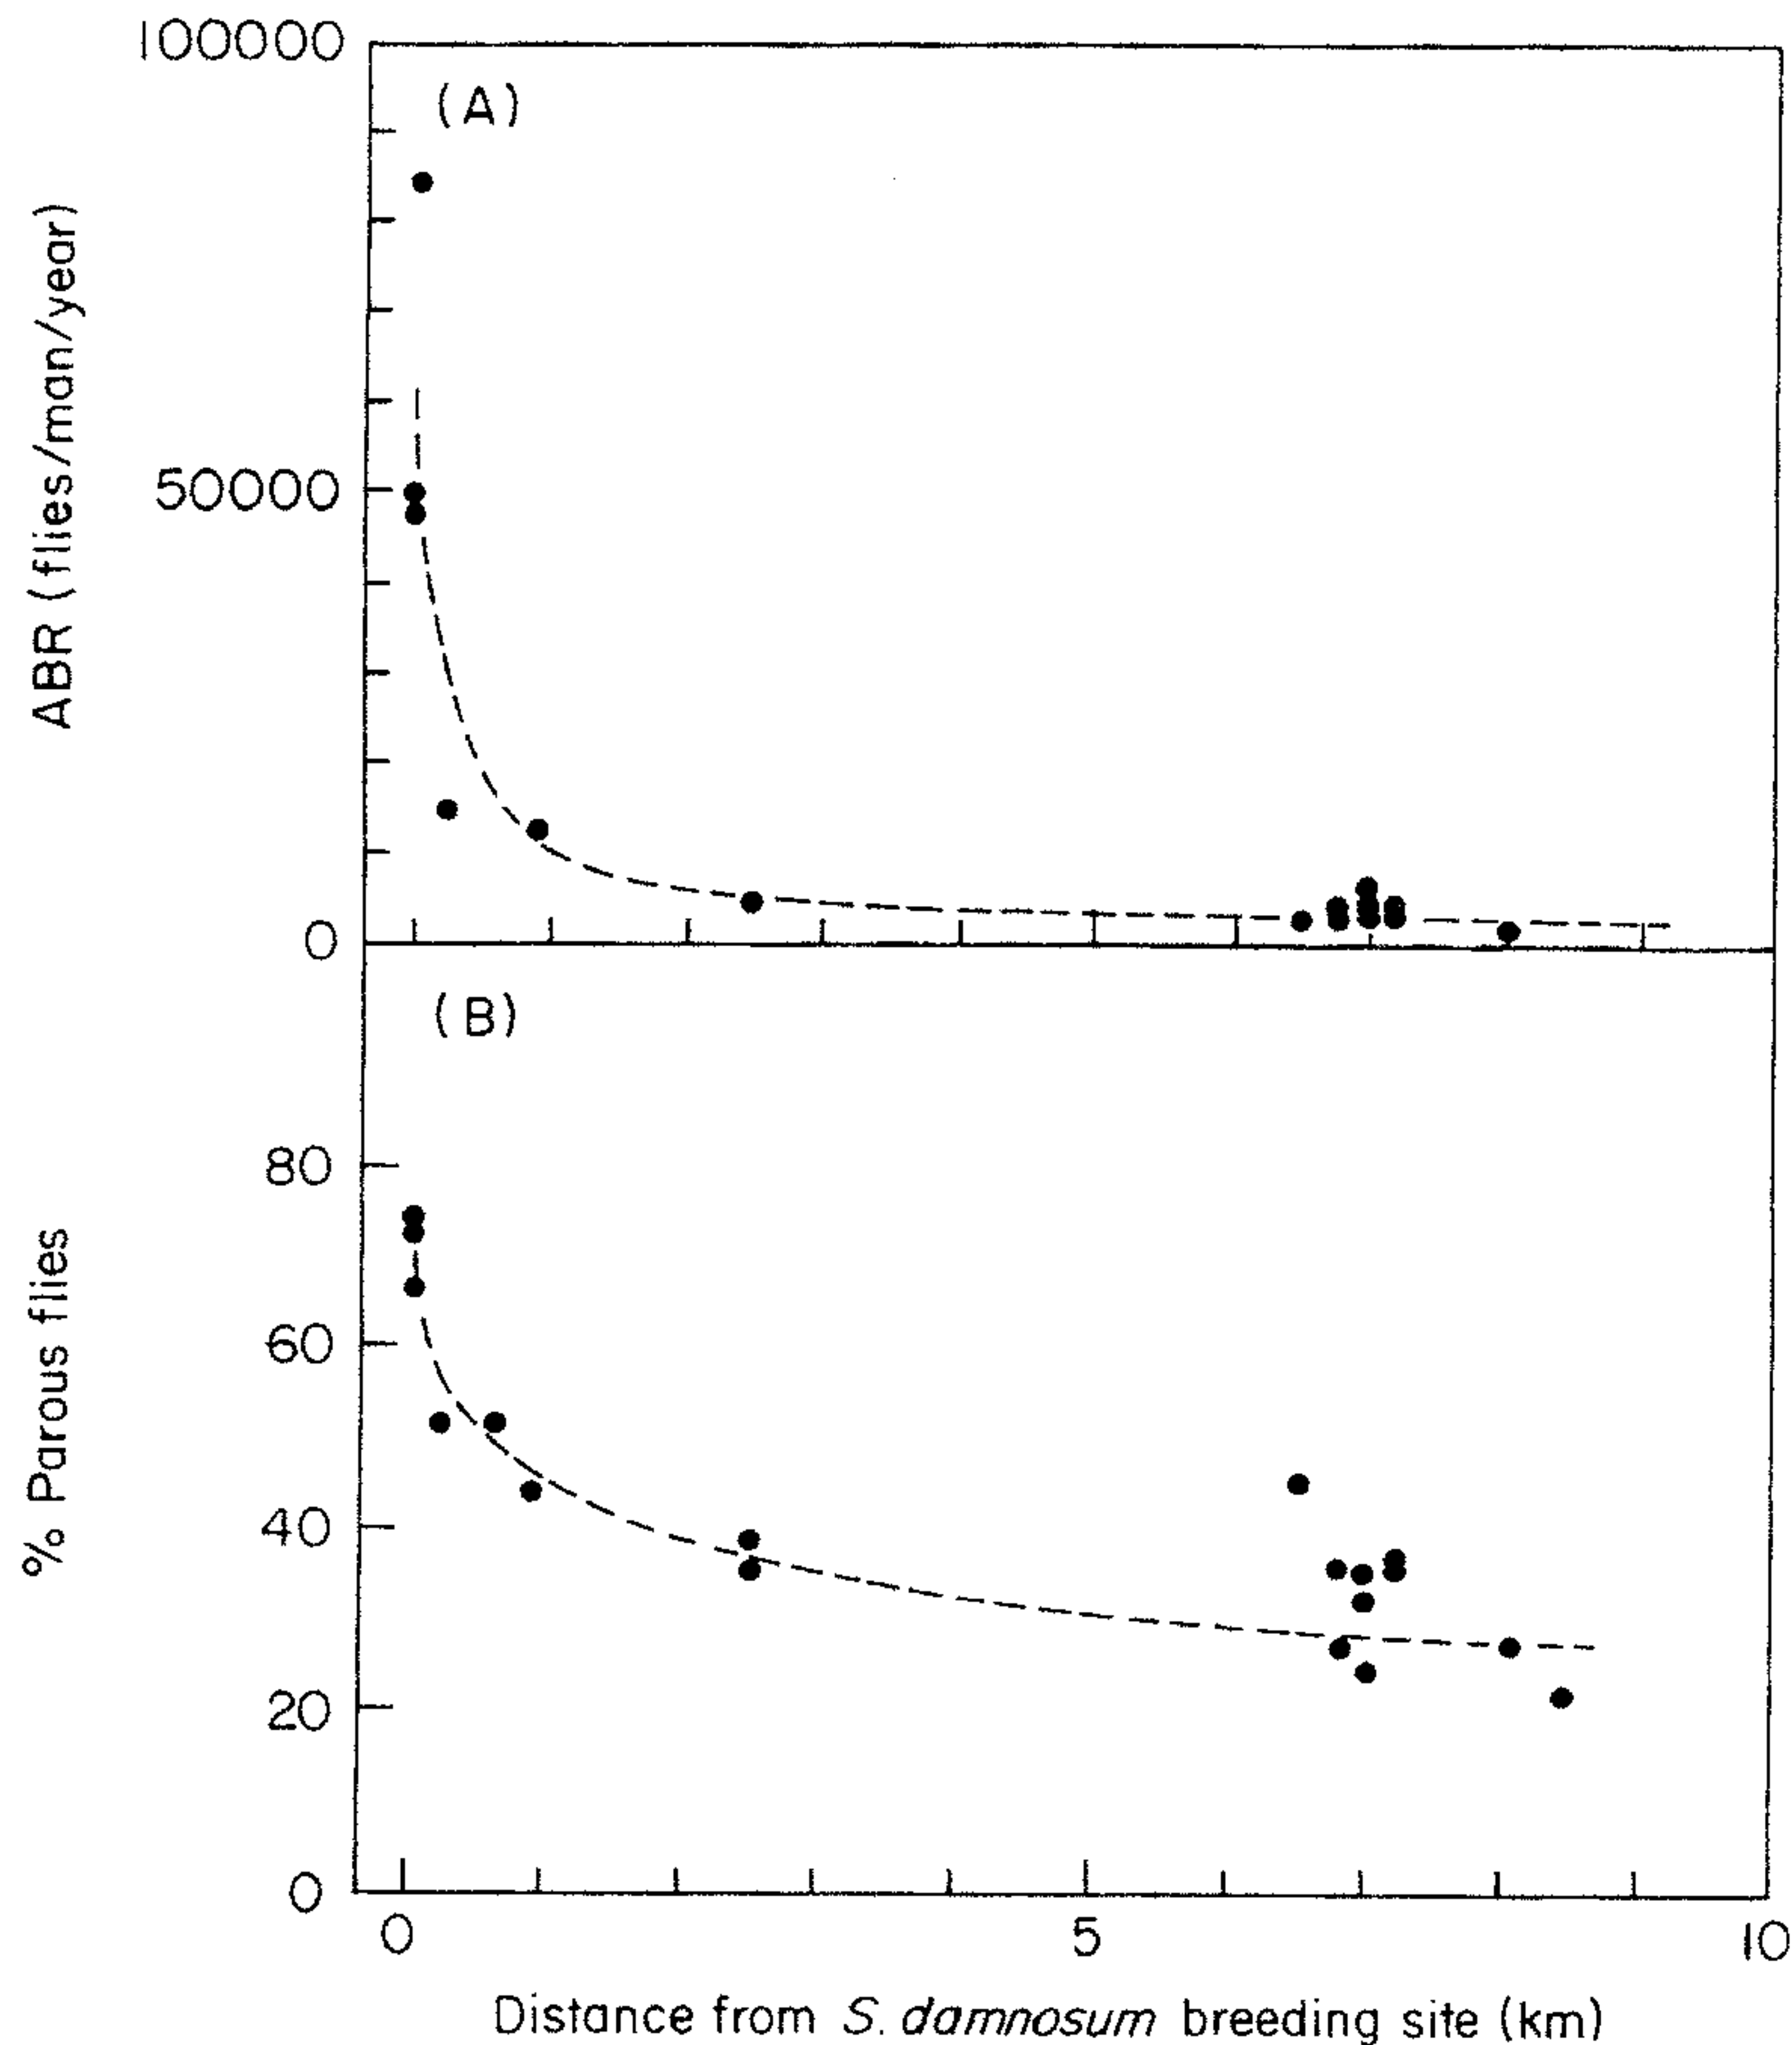 100000
(A)
ABR (flies/man/year)
50000
0
(B)
80
% Parous flies
60
40
20
0
0 5 10
Distance from S. damnosum breeding site (km)